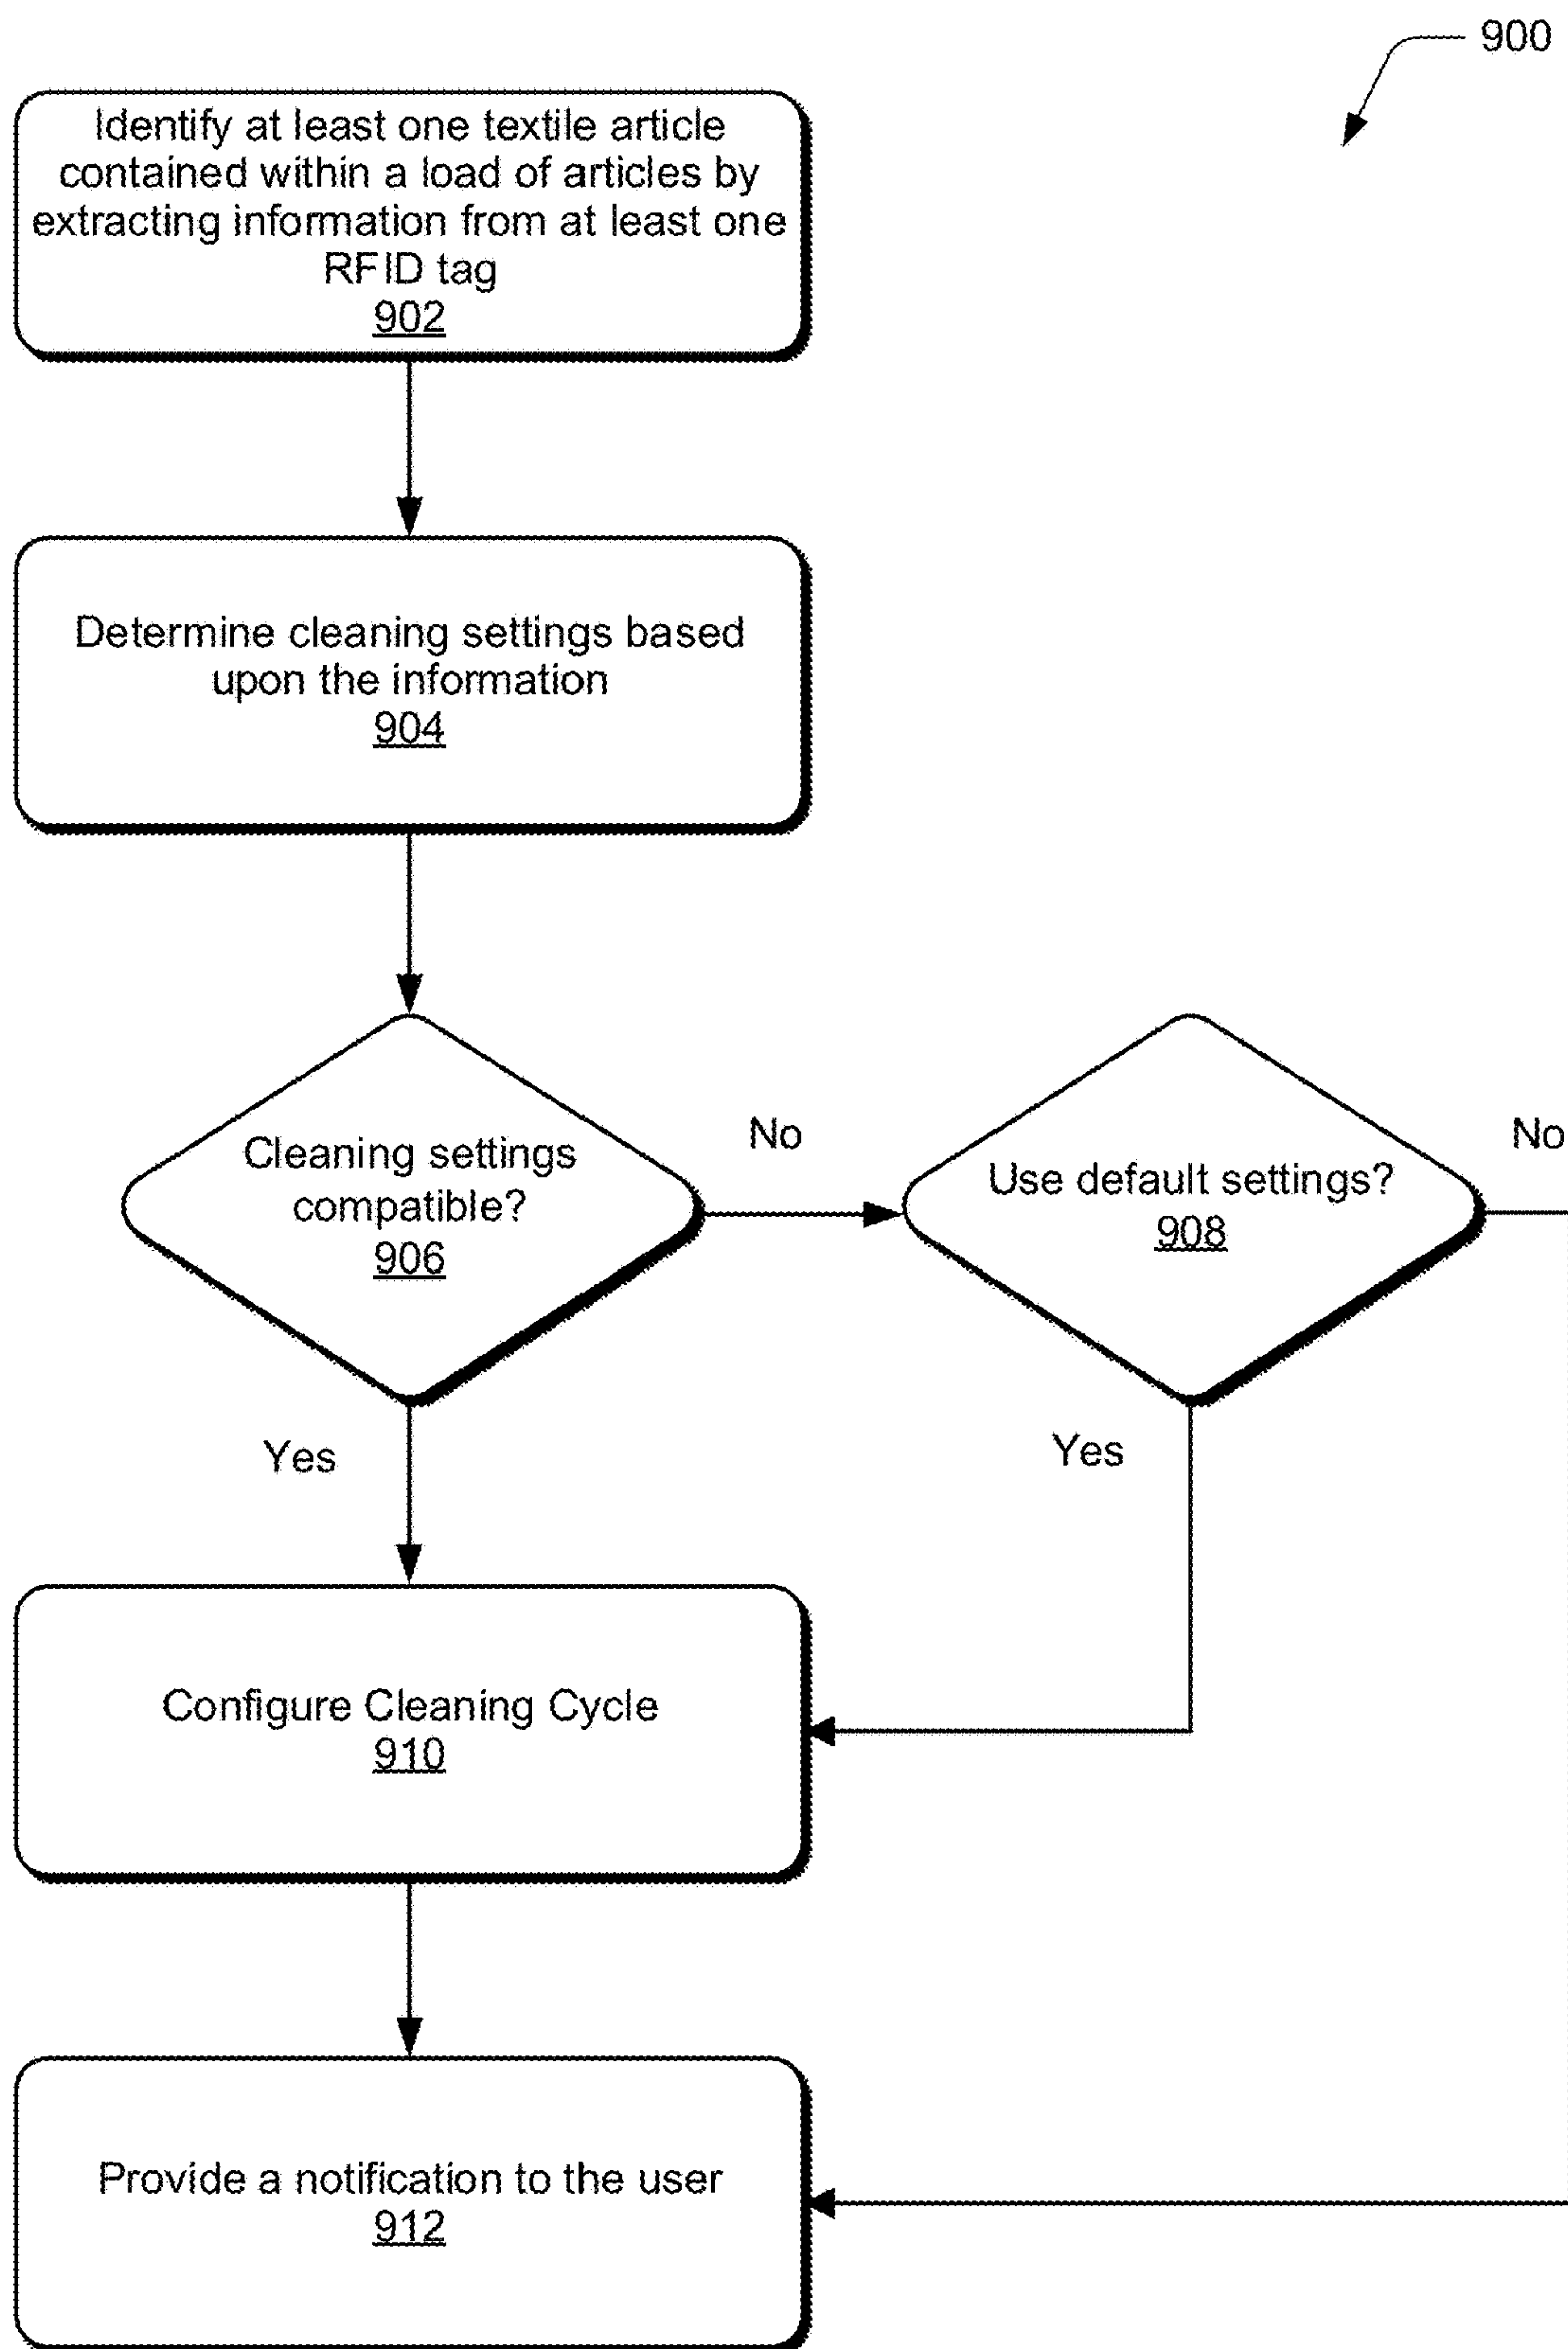 900
Identify at least one textile article
contained within a load of articles by
extracting information from at least one
RFID tag
902
Determine cleaning settings based
upon the information
904
Cleaning settings
compatible?
906
No
Use default settings?
908
No
Yes
Yes
Configure Cleaning Cycle
910
Provide a notification to the user
912